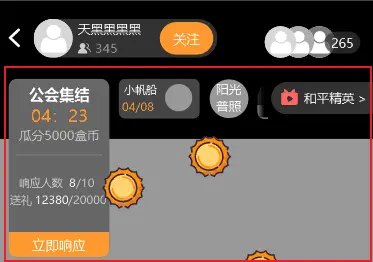 天黑黑黑黑
345
关注
265
公会集结
04：23
瓜分5000盒币
响应人数 8/10
送礼 12380/20000
立即响应
小帆船
04/08
阳光
普照
和平精英 >